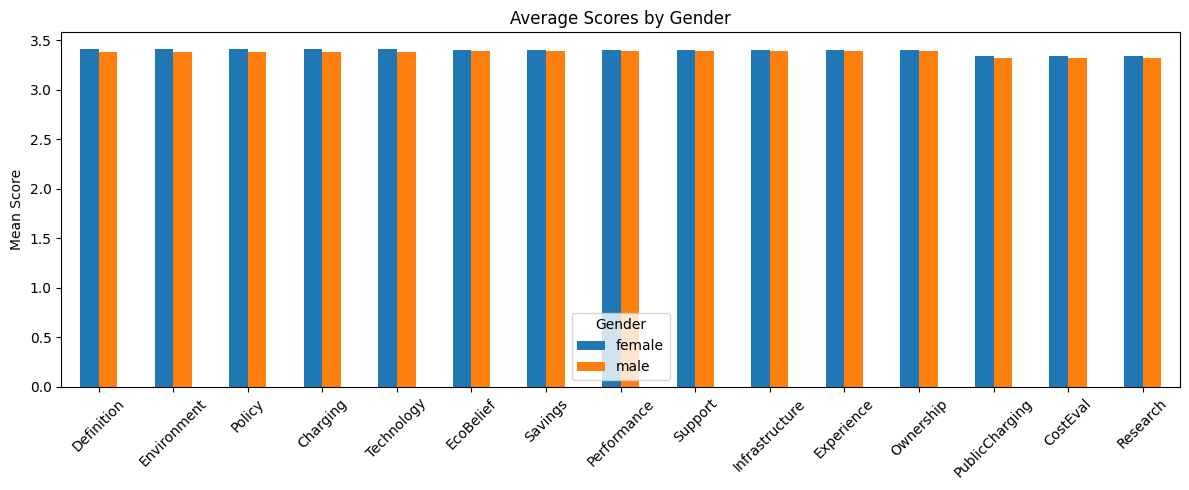 Average Scores by Gender
Mean Score
3.5
3.0
2.5
2.0
1.5
1.0
0.5
0.0
Gender
female
male
Definition
Environment
Policy
Charging
Technology
EcoBelief
Savings
Performance
Support
Infrastructure
Experience
Ownership
PublicCharging
CostEval
Research